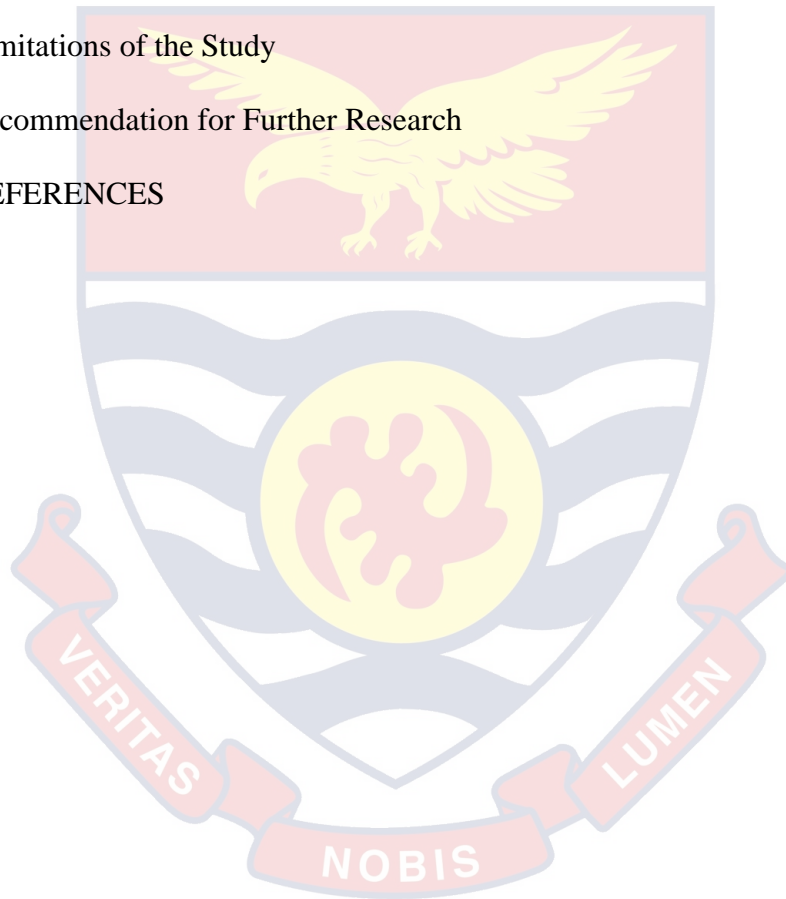 mitations of the Study
commendation for Further Research
EFERENCES
VERITAS
NOBIS
LUMEN